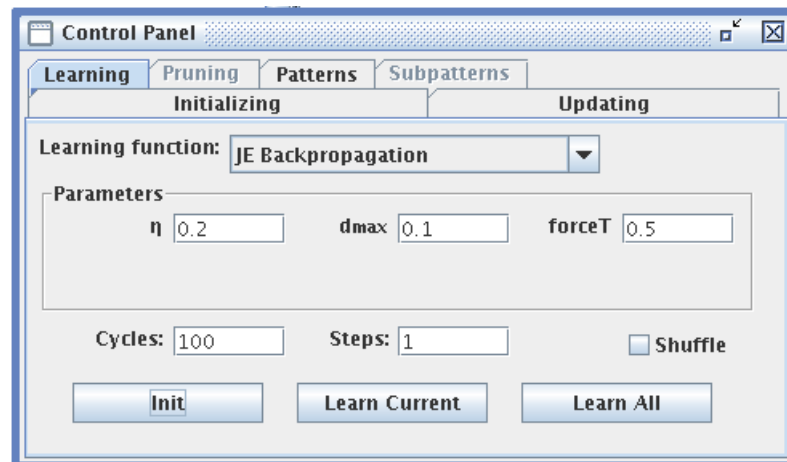 Control Panel
Learning Pruning Patterns Subpatterns
Initializing Updating
Learning function: JE Backpropagation
Parameters
η 0.2 dmax 0.1 forceT 0.5
Cycles: 100 Steps: 1 Shuffle
Init Learn Current Learn All